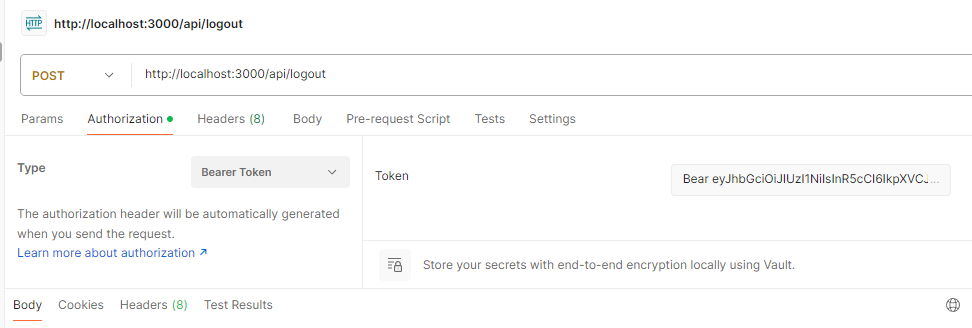 HTTP http://localhost:3000/api/logout
POST http://localhost:3000/api/logout
Params Authorization Headers (8) Body Pre-request Script Tests Settings
Type Bearer Token
The authorization header will be automatically generated
when you send the request.
Learn more about authorization ↗
Token Bear eyJhbGciOiJIUzI1NiIsInR5cCI6IkpXVCJ...
Store your secrets with end-to-end encryption locally using Vault.
Body Cookies Headers (8) Test Results